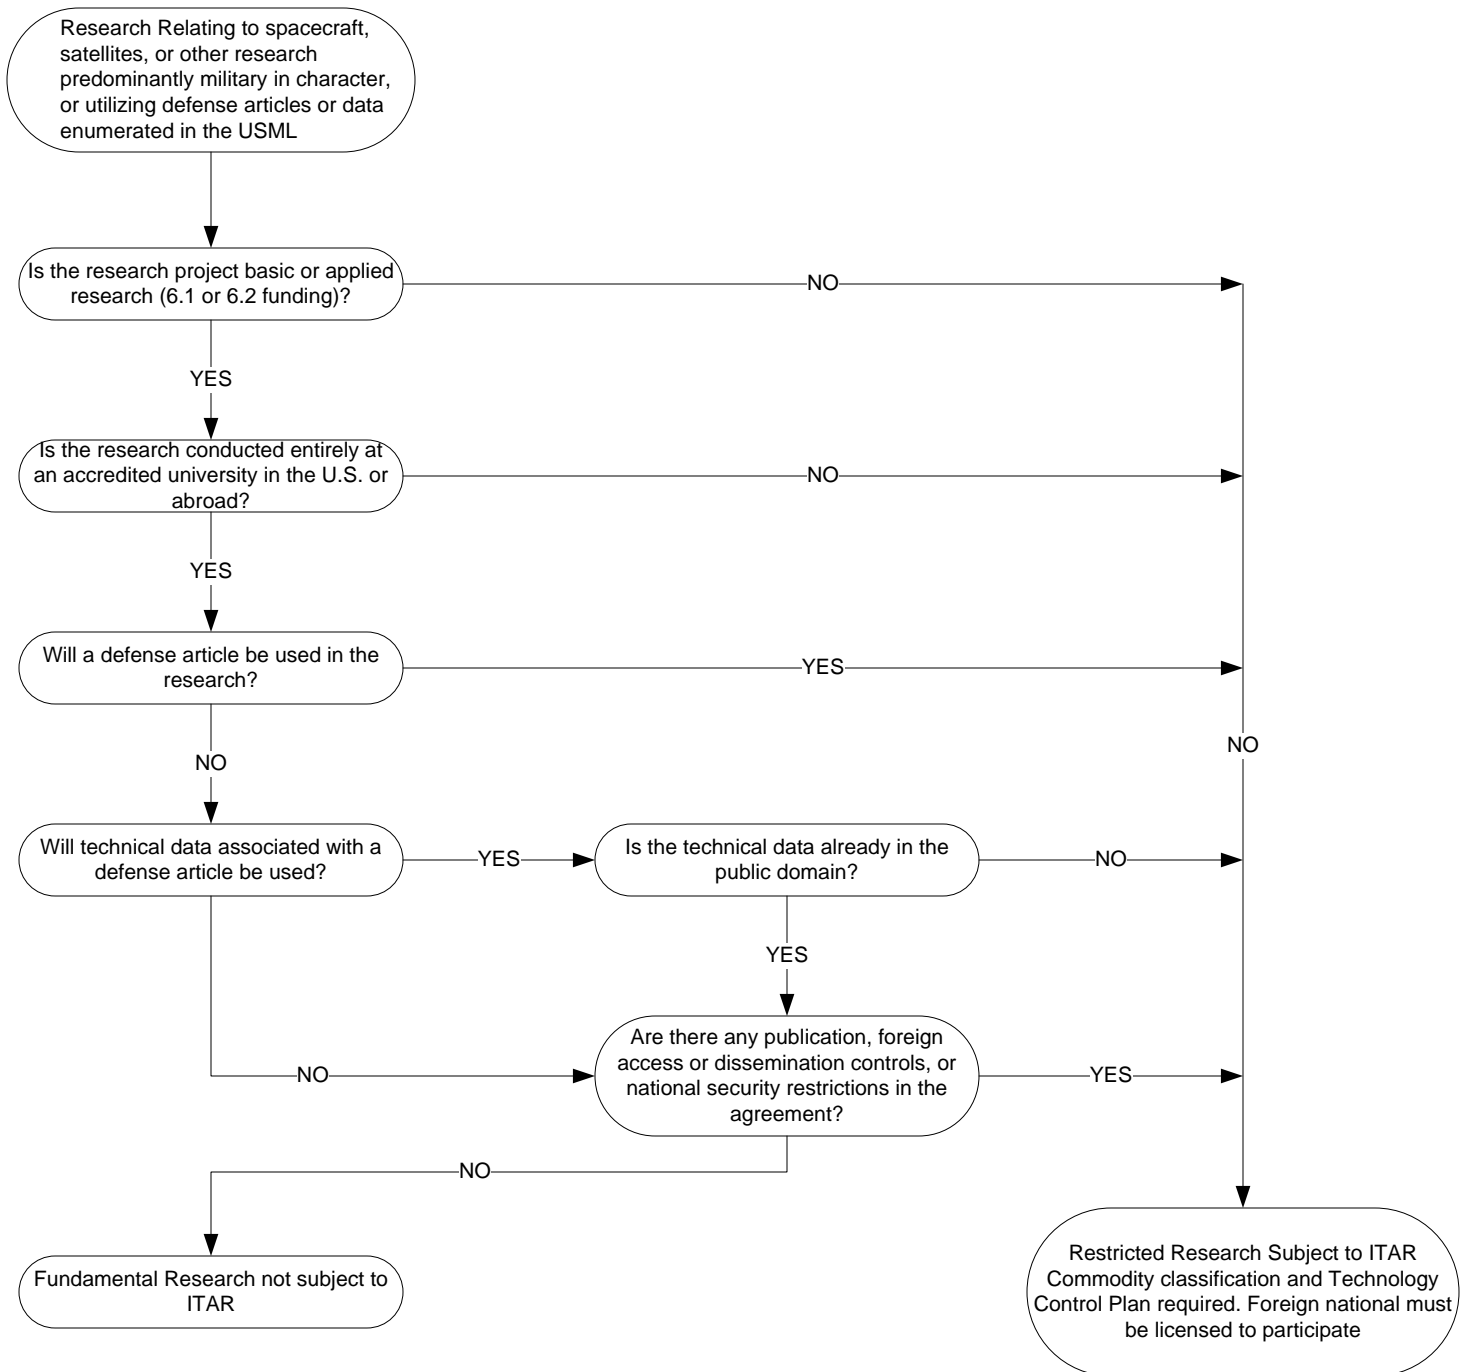 Research Relating to spacecraft,
satellites, or other research
predominantly military in character,
or utilizing defense articles or data
enumerated in the USML
Is the research project basic or applied
research (6.1 or 6.2 funding)?
NO
YES
Is the research conducted entirely at
an accredited university in the U.S. or
abroad?
NO
YES
Will a defense article be used in the
research?
YES
NO
NO
Will technical data associated with a
defense article be used?
YES
Is the technical data already in the
public domain?
NO
YES
Are there any publication, foreign
access or dissemination controls, or
national security restrictions in the
agreement?
NO
YES
NO
Fundamental Research not subject to
ITAR
Restricted Research Subject to ITAR
Commodity classification and Technology
Control Plan required. Foreign national must
be licensed to participate